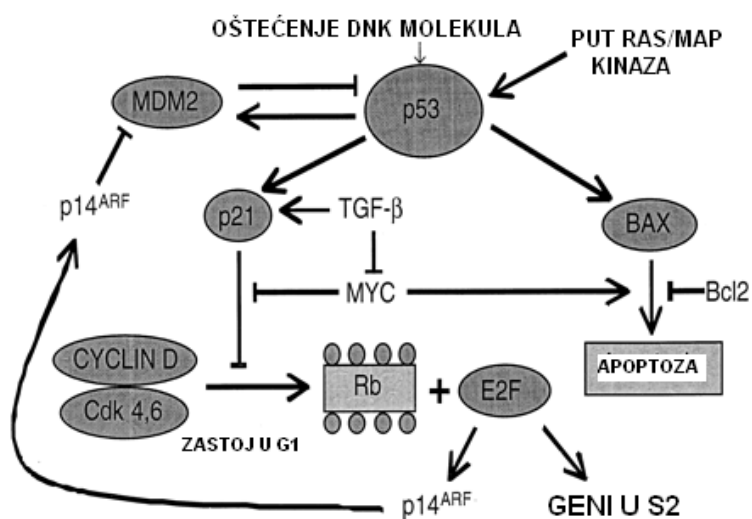 OŠTEĆENJE DNK MOLEKULA
PUT RAS/MAP
KINAZA
MDM2
p53
p14ARF
p21
TGF-β
BAX
MYC
Bcl2
CYCLIN D
Cdk 4,6
Rb
+
E2F
APOPTOZA
ZASTOJ U G1
p14ARF
GENI U S2